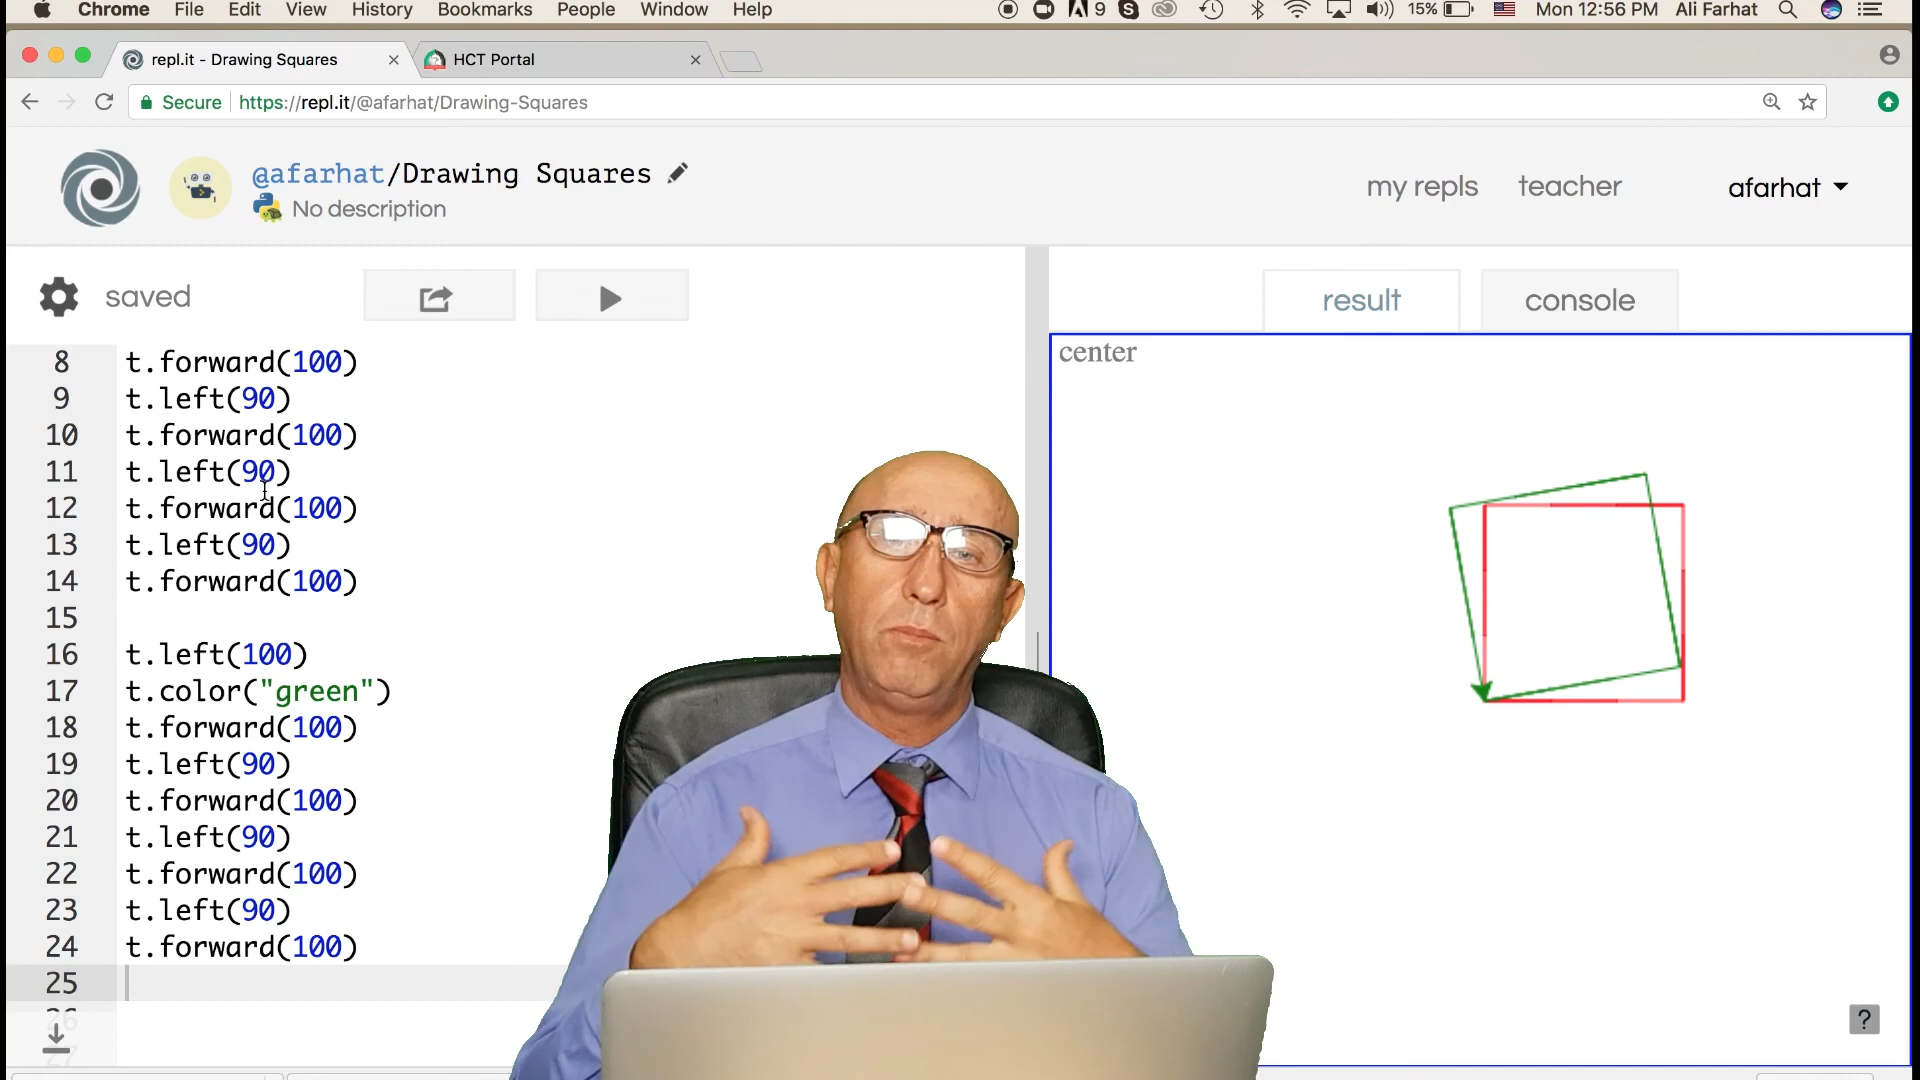 Chrome File Edit View History Bookmarks People Window Help 9 15% Mon 12:56 PM Ali Farhat
repl.it - Drawing Squares
HCT Portal
Secure https://repl.it/@afarhat/Drawing-Squares
@afarhat/Drawing Squares
No description
my repls teacher afarhat
saved
result console
center
8 t.forward(100)
9 t.left(90)
10 t.forward(100)
11 t.left(90)
12 t.forward(100)
13 t.left(90)
14 t.forward(100)
15
16 t.left(100)
17 t.color("green")
18 t.forward(100)
19 t.left(90)
20 t.forward(100)
21 t.left(90)
22 t.forward(100)
23 t.left(90)
24 t.forward(100)
25
26
27
?